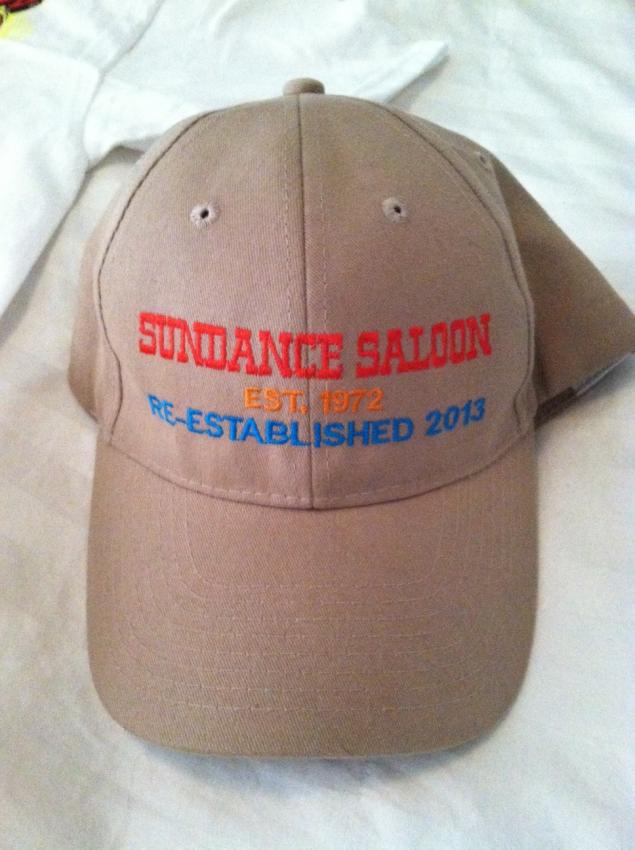 SUNDANCE SALOON
EST. 1972
RE-ESTABLISHED 2013